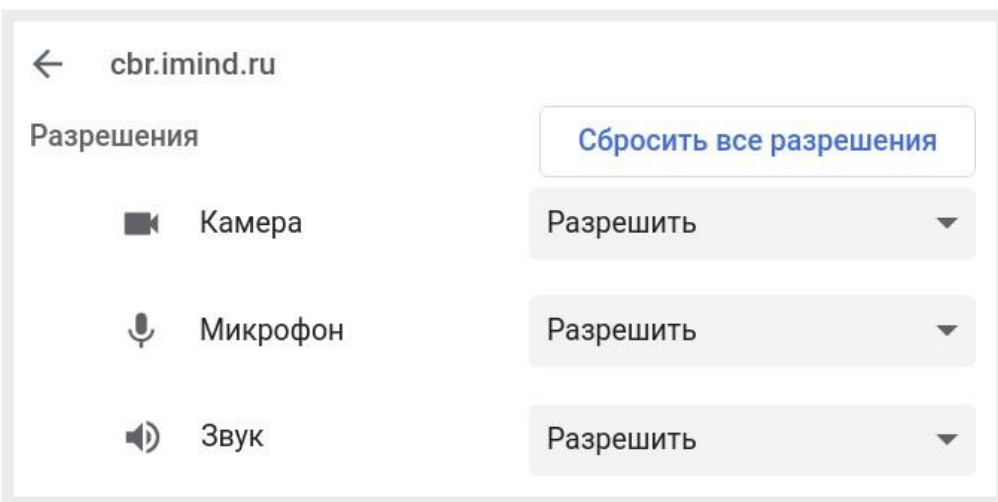 cbr.imind.ru
Разрешения
Сбросить все разрешения
Камера
Разрешить
Микрофон
Разрешить
Звук
Разрешить